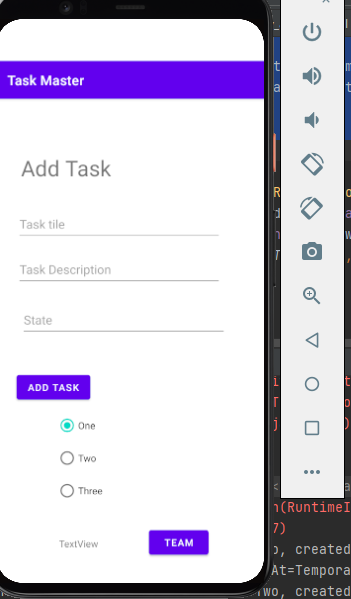 Task Master
Add Task
Task tile
Task Description
State
ADD TASK
One
Two
Three
TextView
TEAM
(RuntimeI
7)
, created
At=Tempora
Two, created